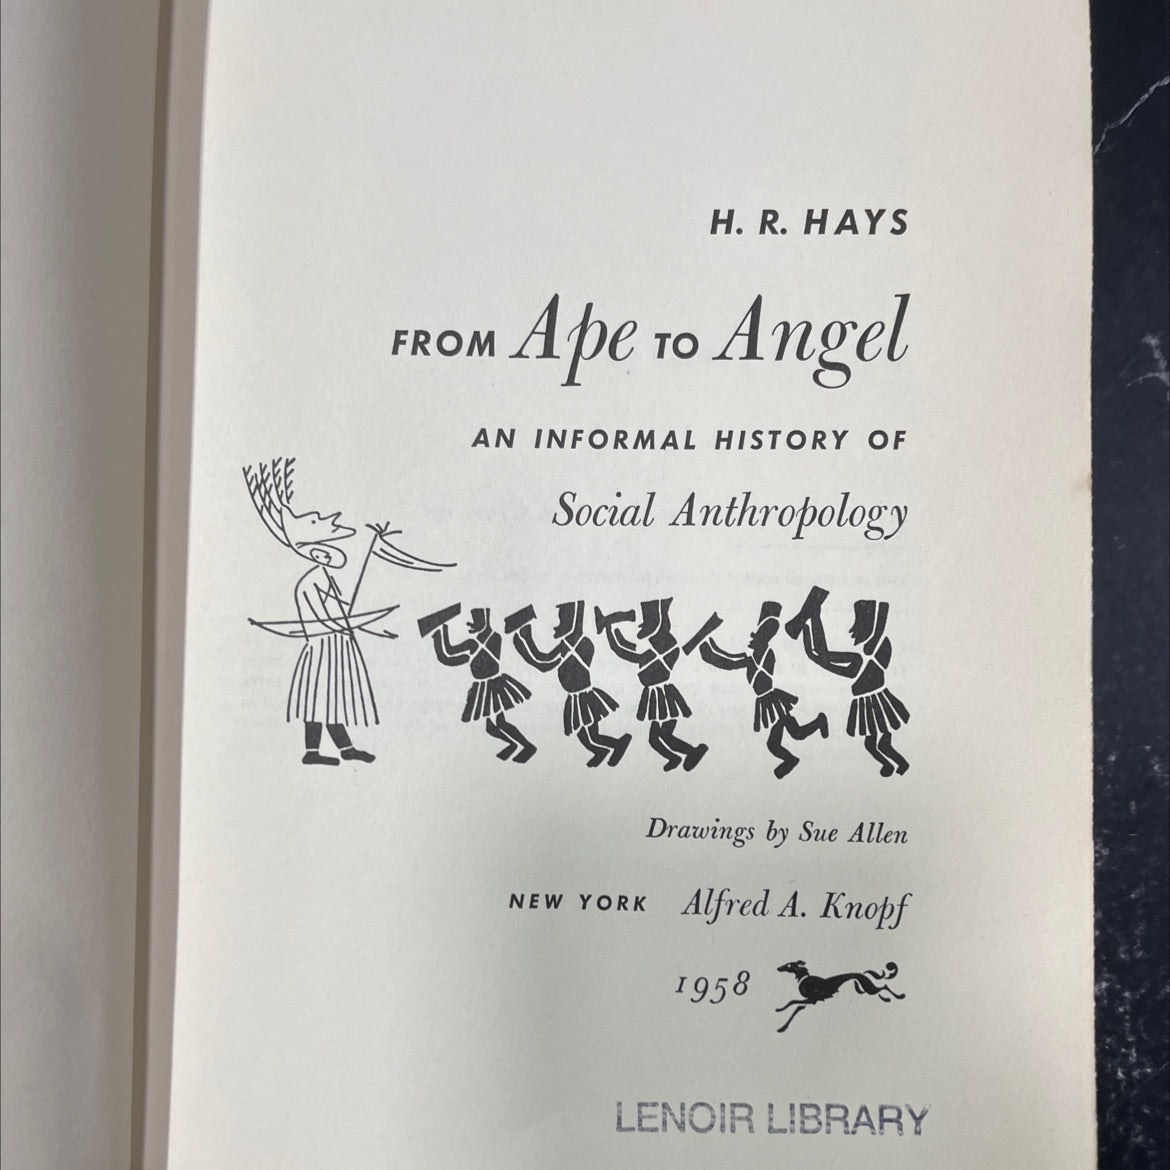 H. R. HAYS
FROM Ape TO Angel
AN INFORMAL HISTORY OF
Social Anthropology
Drawings by Sue Allen
NEW YORK Alfred A. Knopf
1958
LENOIR LIBRARY